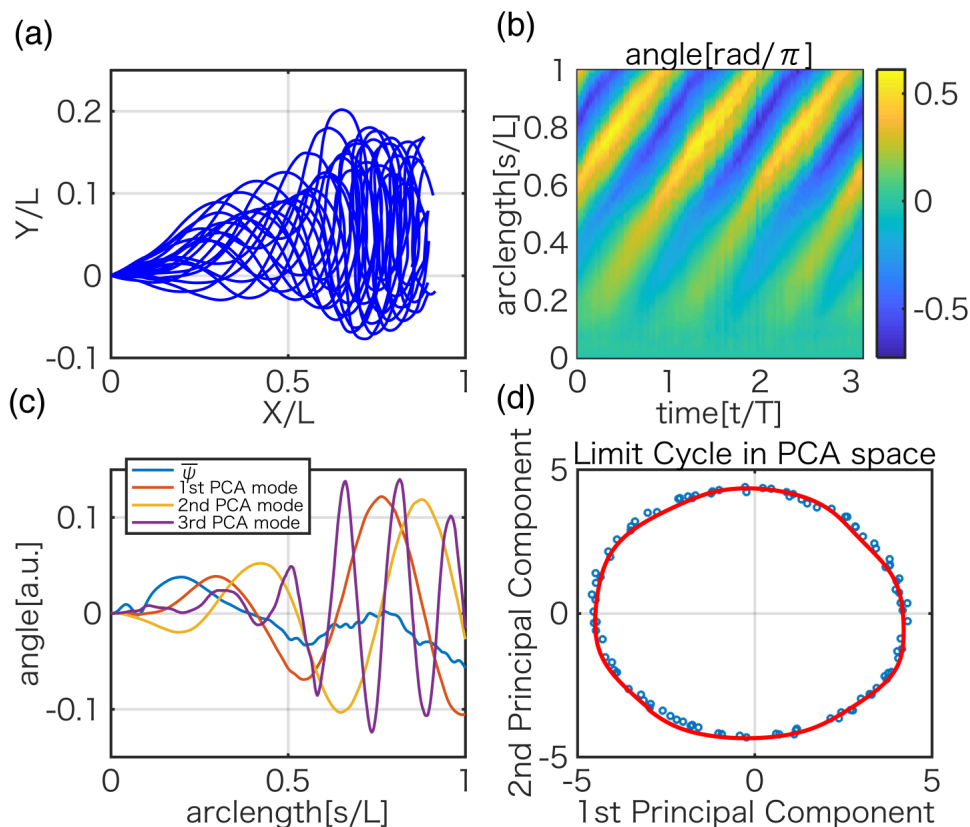 (a)
Y/L
0.2
0.1
0
-0.1
0
0.5
1
X/L
(b)
angle[rad/π]
arclength[s/L]
1
0.8
0.6
0.4
0.2
0
0
1
2
3
time[t/T]
0.5
0
-0.5
(c)
ψ̅
1st PCA mode
2nd PCA mode
3rd PCA mode
angle[a.u.]
0.1
0
-0.1
0
0.5
1
arclength[s/L]
(d)
Limit Cycle in PCA space
2nd Principal Component
5
0
-5
-5
0
5
1st Principal Component